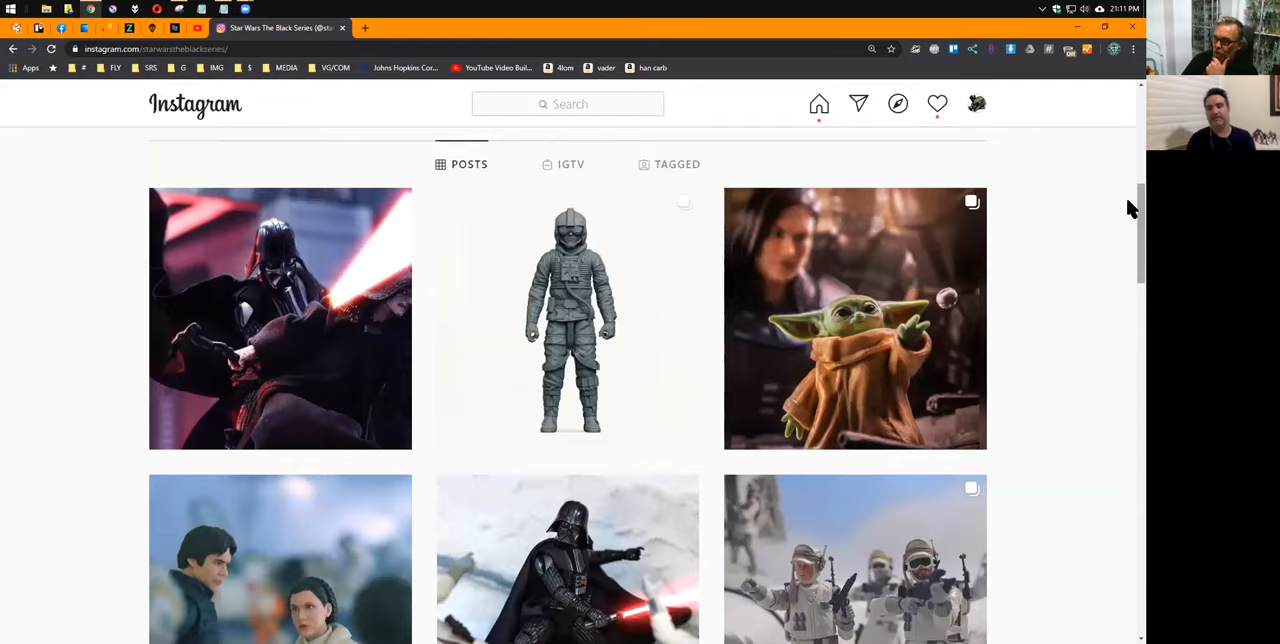 21:11 PM
Star Wars The Black Series (@sta
instagram.com/starwarstheblackseries/
Apps # FLY SRS G IMG $ MEDIA VG/COM Johns Hopkins Cor... YouTube Video Buil... 4lom vader han carb
Instagram
Search
POSTS IGTV TAGGED